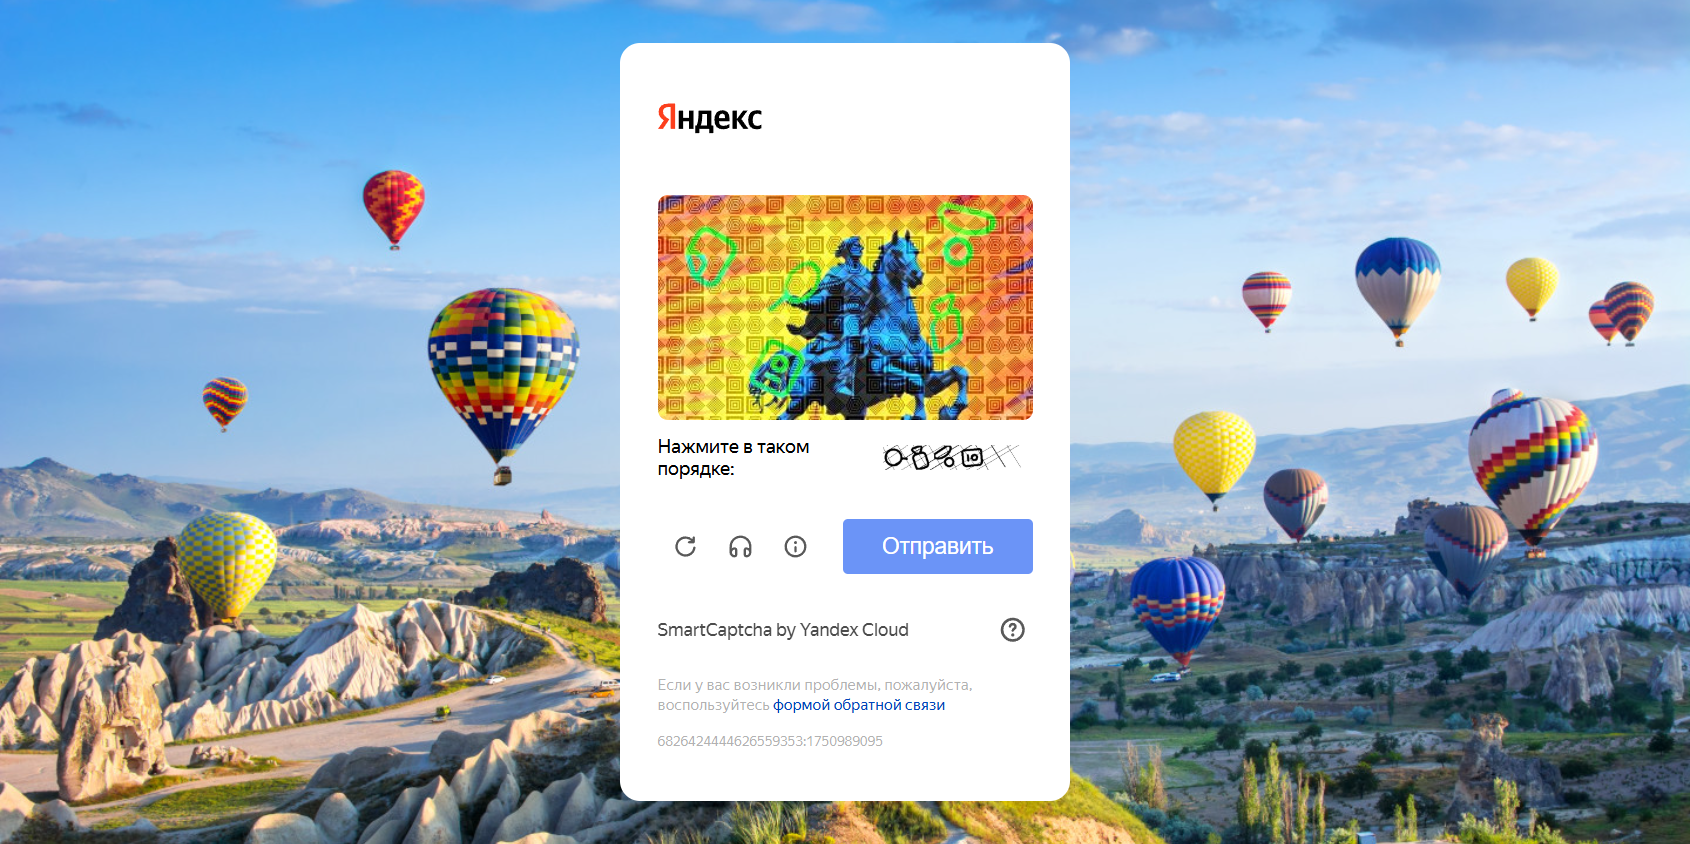 Яндекс
Нажмите в таком
порядке:
Отправить
SmartCaptcha by Yandex Cloud
Если у вас возникли проблемы, пожалуйста,
воспользуйтесь формой обратной связи
6826424444626559353:1750989095